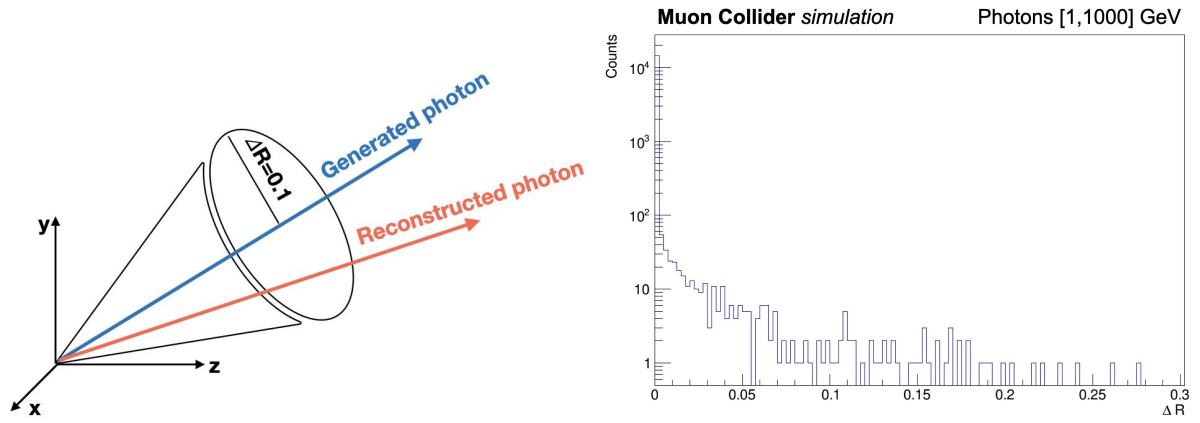 Generated photon
ΔR=0.1
Reconstructed photon
y
z
x
Muon Collider simulation
Photons [1,1000] GeV
Counts
10⁴
10³
10²
10
1
0
0.05
0.1
0.15
0.2
0.25
0.3
Δ R